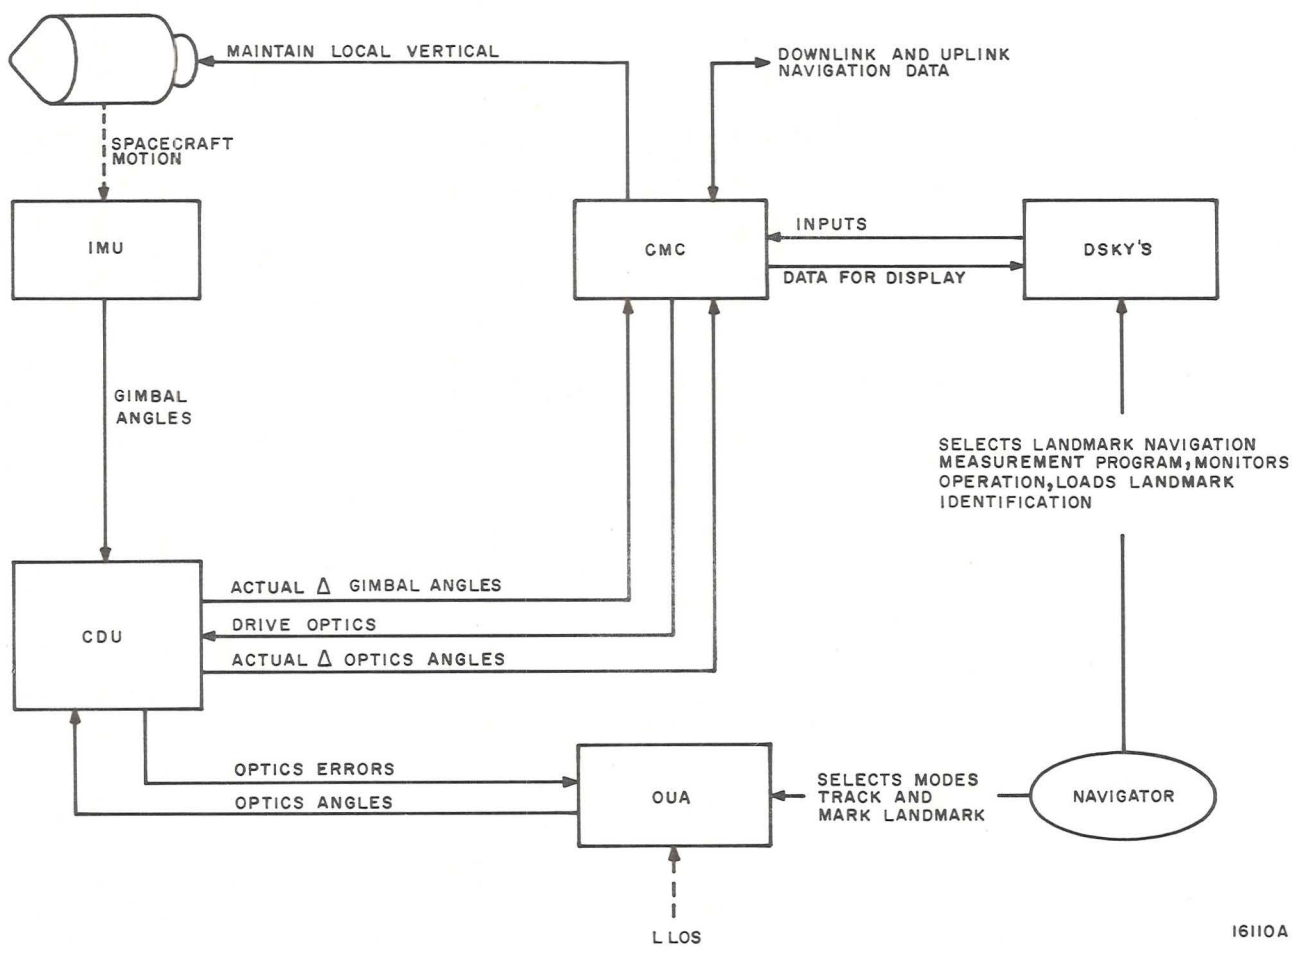 MAINTAIN LOCAL VERTICAL
DOWNLINK AND UPLINK
NAVIGATION DATA
SPACECRAFT
MOTION
IMU
CMC
INPUTS
DATA FOR DISPLAY
DSKY'S
GIMBAL
ANGLES
SELECTS LANDMARK NAVIGATION
MEASUREMENT PROGRAM, MONITORS
OPERATION, LOADS LANDMARK
IDENTIFICATION
CDU
ACTUAL Δ GIMBAL ANGLES
DRIVE OPTICS
ACTUAL Δ OPTICS ANGLES
OPTICS ERRORS
OPTICS ANGLES
OUA
SELECTS MODES
TRACK AND
MARK LANDMARK
NAVIGATOR
L LOS
16110A